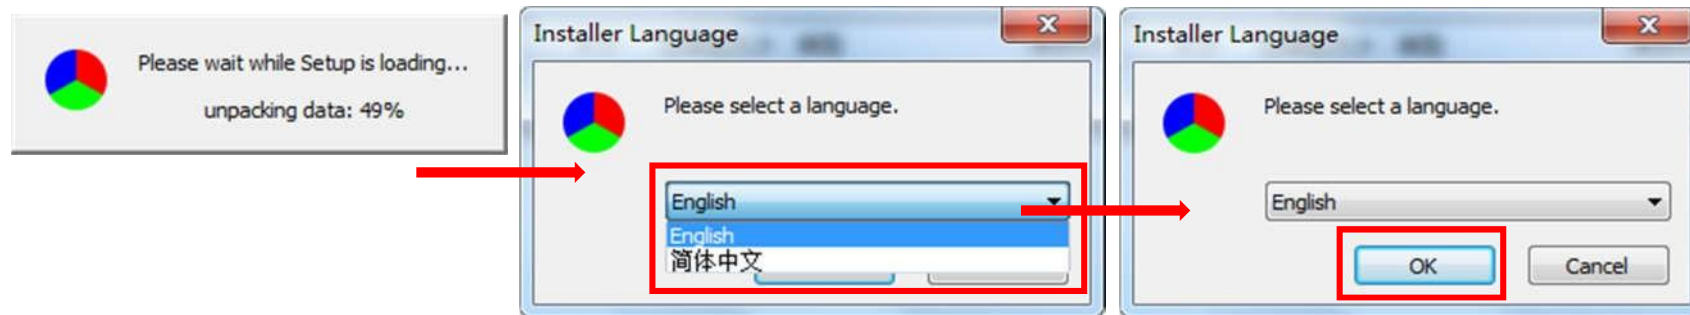 Please wait while Setup is loading...
unpacking data: 49%
Installer Language
Please select a language.
English
English
简体中文
Installer Language
Please select a language.
English
OK
Cancel